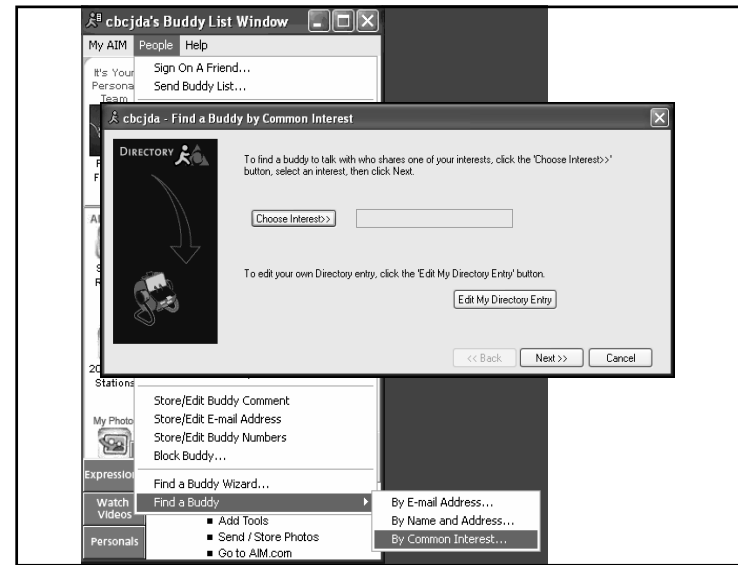 cbcjda's Buddy List Window
My AIM People Help
It's Your
Persona
Team
Sign On A Friend...
Send Buddy List...
cbcjda - Find a Buddy by Common Interest
DIRECTORY
To find a buddy to talk with who shares one of your interests, click the 'Choose Interest>>'
button, select an interest, then click Next.
Choose Interest>>
To edit your own Directory entry, click the 'Edit My Directory Entry' button.
Edit My Directory Entry
<< Back Next >> Cancel
F
F
AI
S
R
20
Stations
My Photo
Expression
Watch
Videos
Personals
Store/Edit Buddy Comment
Store/Edit E-mail Address
Store/Edit Buddy Numbers
Block Buddy...
Find a Buddy Wizard...
Find a Buddy
By E-mail Address...
By Name and Address...
By Common Interest...
Add Tools
Send / Store Photos
Go to AIM.com